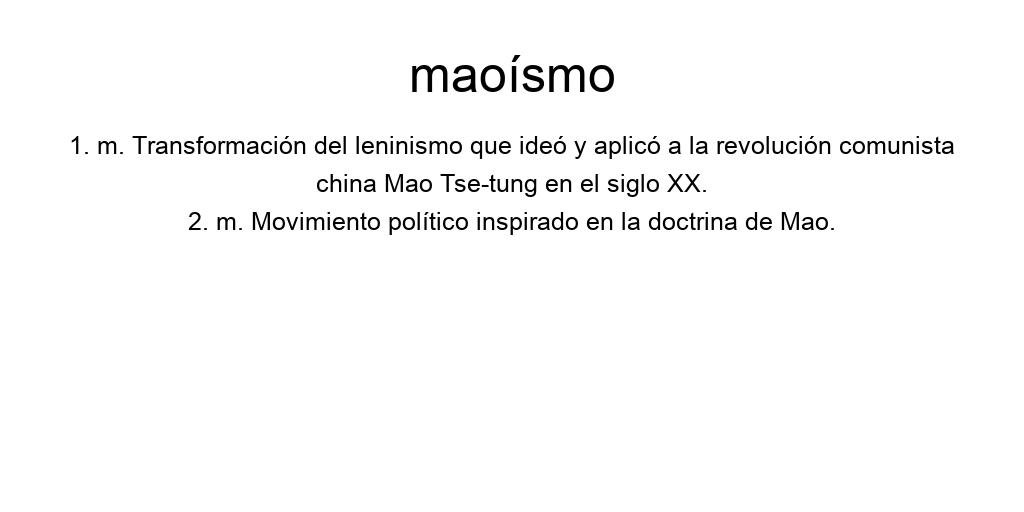 maoísmo
1. m. Transformación del leninismo que ideó y aplicó a la revolución comunista
china Mao Tse-tung en el siglo XX.
2. m. Movimiento político inspirado en la doctrina de Mao.